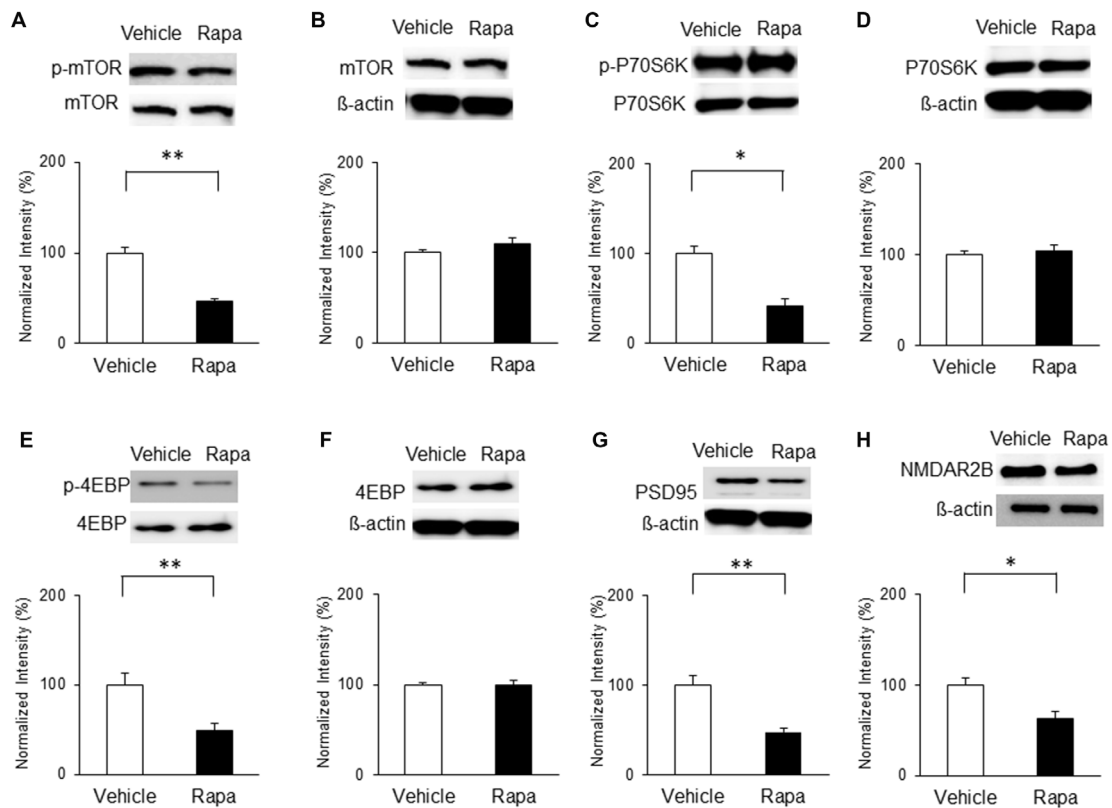 A
Vehicle Rapa
p-mTOR
mTOR
**
Normalized Intensity (%)
200
100
0
Vehicle Rapa
B
Vehicle Rapa
mTOR
ß-actin
Normalized Intensity (%)
200
100
0
Vehicle Rapa
C
Vehicle Rapa
p-P70S6K
P70S6K
*
Normalized Intensity (%)
200
100
0
Vehicle Rapa
D
Vehicle Rapa
P70S6K
ß-actin
Normalized Intensity (%)
200
100
0
Vehicle Rapa
E
Vehicle Rapa
p-4EBP
4EBP
**
Normalized Intensity (%)
200
100
0
Vehicle Rapa
F
Vehicle Rapa
4EBP
ß-actin
Normalized Intensity (%)
200
100
0
Vehicle Rapa
G
Vehicle Rapa
PSD95
ß-actin
**
Normalized Intensity (%)
200
100
0
Vehicle Rapa
H
Vehicle Rapa
NMDAR2B
ß-actin
*
Normalized Intensity (%)
200
100
0
Vehicle Rapa